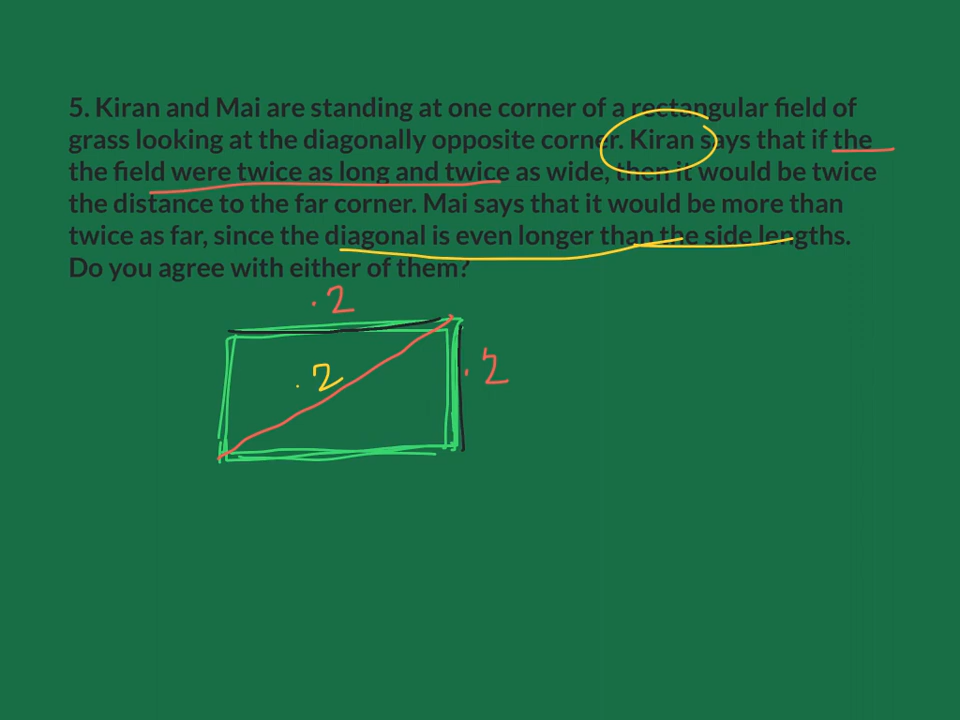 5. Kiran and Mai are standing at one corner of a rectangular field of
grass looking at the diagonally opposite corner. Kiran says that if the
the field were twice as long and twice as wide, then it would be twice
the distance to the far corner. Mai says that it would be more than
twice as far, since the diagonal is even longer than the side lengths.
Do you agree with either of them?
· 2
· 2
· 2